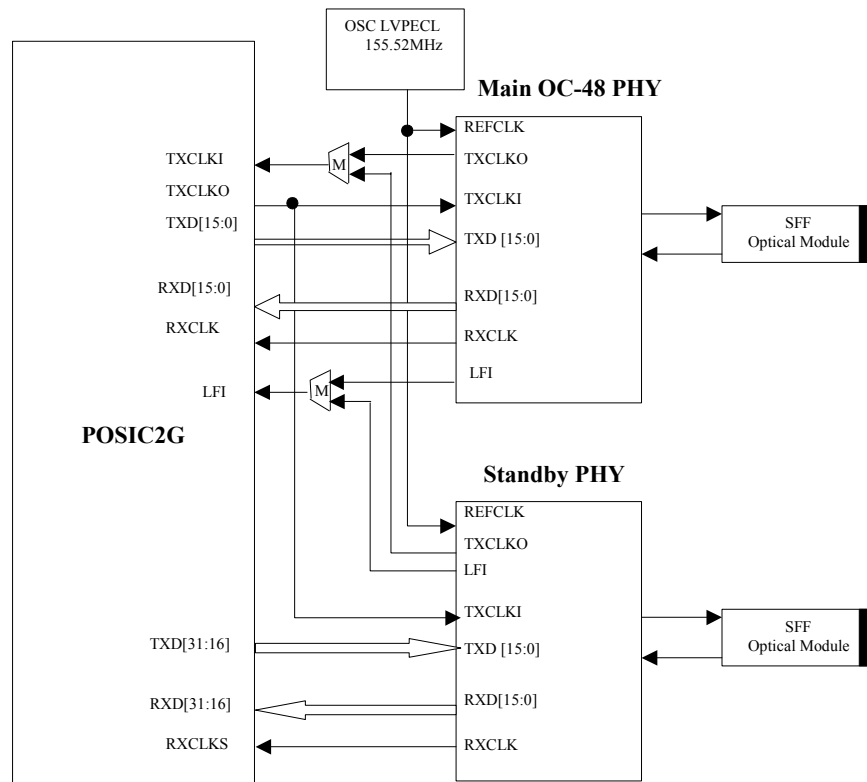 OSC LVPECL
155.52MHz
Main OC-48 PHY
REFCLK
TXCLKO
TXCLKI
TXD [15:0]
RXD[15:0]
RXCLK
LFI
SFF
Optical Module
TXCLKI
TXCLKO
TXD[15:0]
RXD[15:0]
RXCLK
LFI
M
M
POSIC2G
TXD[31:16]
RXD[31:16]
RXCLKS
Standby PHY
REFCLK
TXCLKO
LFI
TXCLKI
TXD [15:0]
RXD[15:0]
RXCLK
SFF
Optical Module